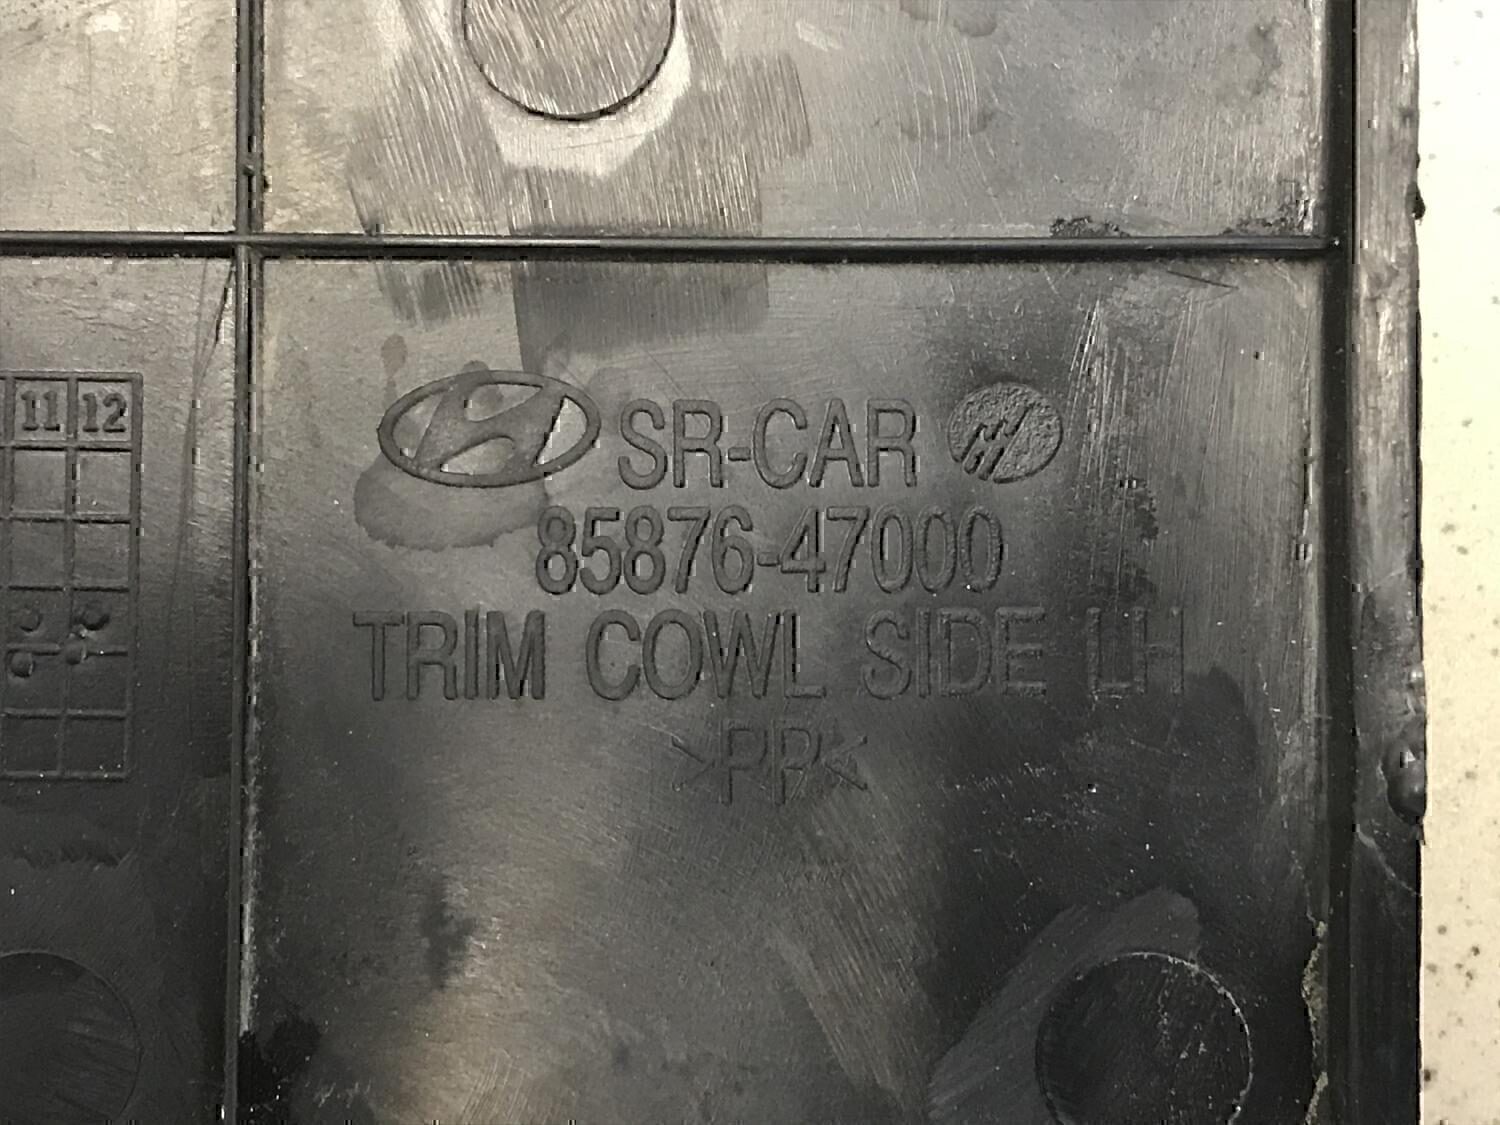 SR-CAR
85876-47000
TRIM COWL SIDE LH
>PP<
11 12